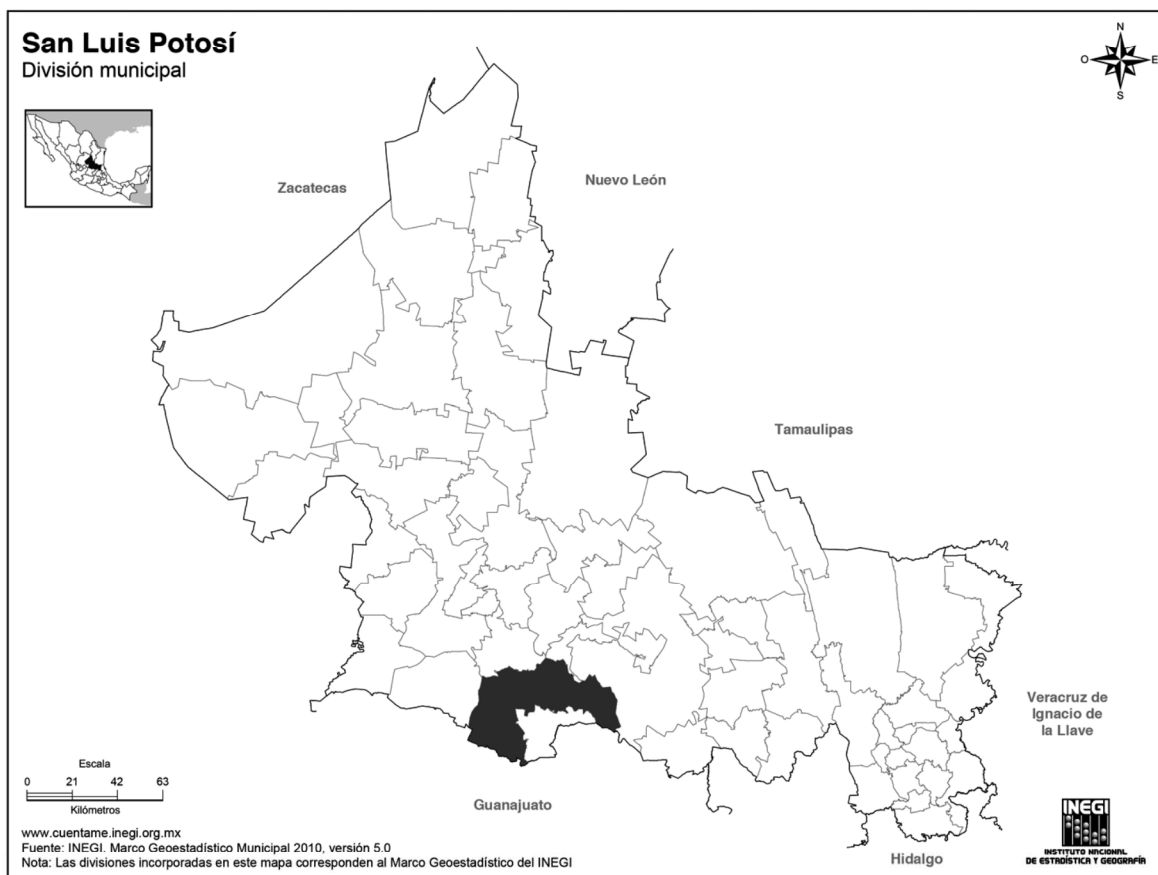 San Luis Potosí
División municipal
N
O
E
S
Zacatecas
Nuevo León
Tamaulipas
Veracruz de
Ignacio de
la Llave
Escala
0 21 42 63
Kilómetros
Guanajuato
Hidalgo
www.cuentame.inegi.org.mx
Fuente: INEGI. Marco Geoestadístico Municipal 2010, versión 5.0
Nota: Las divisiones incorporadas en este mapa corresponden al Marco Geoestadístico del INEGI
INEGI
INSTITUTO NACIONAL
DE ESTADÍSTICA Y GEOGRAFÍA